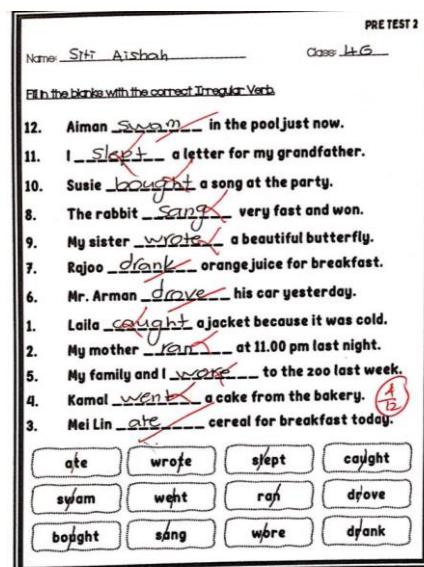 PRE TEST 2
Name: Siti Aishah Class: 4G
Fill in the blanks with the correct Irregular Verb.
12. Aiman swam in the pool just now.
11. I slept a letter for my grandfather.
10. Susie bought a song at the party.
8. The rabbit sang very fast and won.
9. My sister wrote a beautiful butterfly.
7. Rajoo drank orange juice for breakfast.
6. Mr. Arman drove his car yesterday.
1. Laila caught a jacket because it was cold.
2. My mother ran at 11.00 pm last night.
5. My family and I wore to the zoo last week.
4. Kamal went a cake from the bakery. 4/12
3. Mei Lin ate cereal for breakfast today.
ate wrote slept caught
swam went ran drove
bought sang wore drank